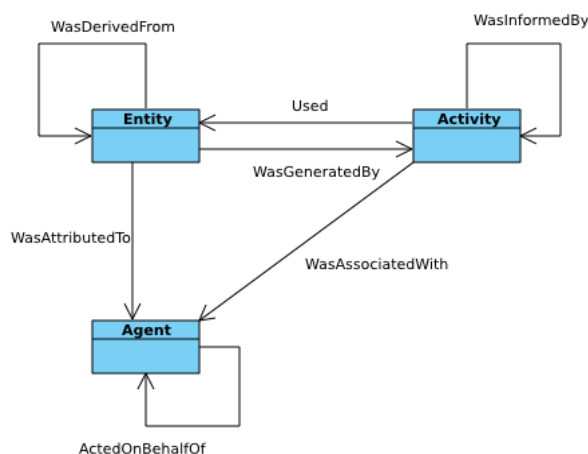 WasDerivedFrom
WasInformedBy
Entity
Used
Activity
WasGeneratedBy
WasAttributedTo
WasAssociatedWith
Agent
ActedOnBehalfOf